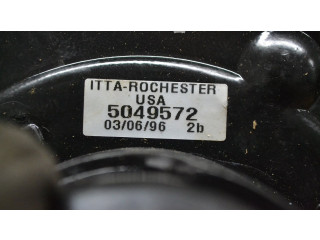 ITTA-ROCHESTER
USA
5049572
03/06/96 2b